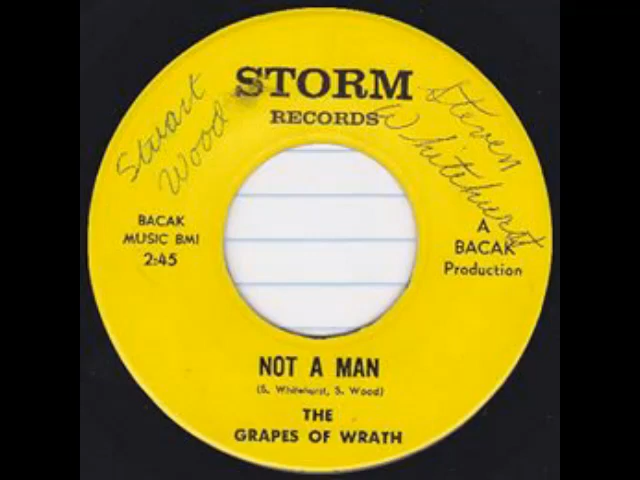 STORM
RECORDS
Stuart
Wood
Steven
Whitehurst
BACAK
MUSIC BMI
2:45
A
BACAK
Production
NOT A MAN
(S. Whitehurst, S. Wood)
THE
GRAPES OF WRATH